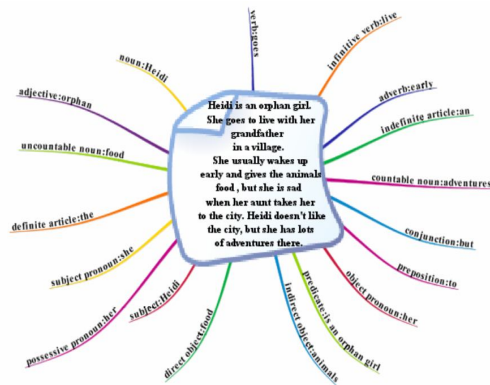 verb:goes
infinitive verb:live
noun:Heidi
adverb:early
adjective:orphan
indefinite article:an
uncountable noun:food
countable noun:adventures
definite article:the
conjunction:but
subject pronoun:she
preposition:to
possessive pronoun:her
object pronoun:her
subject:Heidi
predicate:is an orphan girl
direct object:food
indirect object:animals
Heidi is an orphan girl.
She goes to live with her
grandfather
in a village.
She usually wakes up
early and gives the animals
food , but she is sad
when her aunt takes her
to the city. Heidi doesn't like
the city, but she has lots
of adventures there.